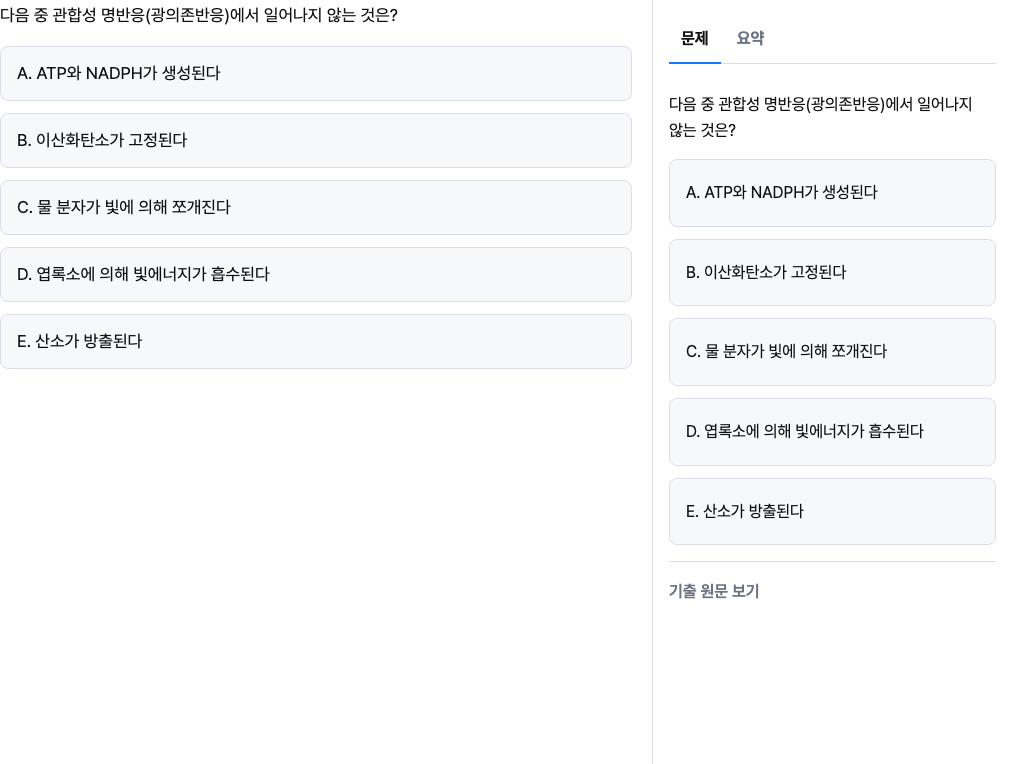 다음 중 관합성 명반응(광의존반응)에서 일어나지 않는 것은?
A. ATP와 NADPH가 생성된다
B. 이산화탄소가 고정된다
C. 물 분자가 빛에 의해 쪼개진다
D. 엽록소에 의해 빛에너지가 흡수된다
E. 산소가 방출된다
문제 요약
다음 중 관합성 명반응(광의존반응)에서 일어나지
않는 것은?
A. ATP와 NADPH가 생성된다
B. 이산화탄소가 고정된다
C. 물 분자가 빛에 의해 쪼개진다
D. 엽록소에 의해 빛에너지가 흡수된다
E. 산소가 방출된다
기출 원문 보기